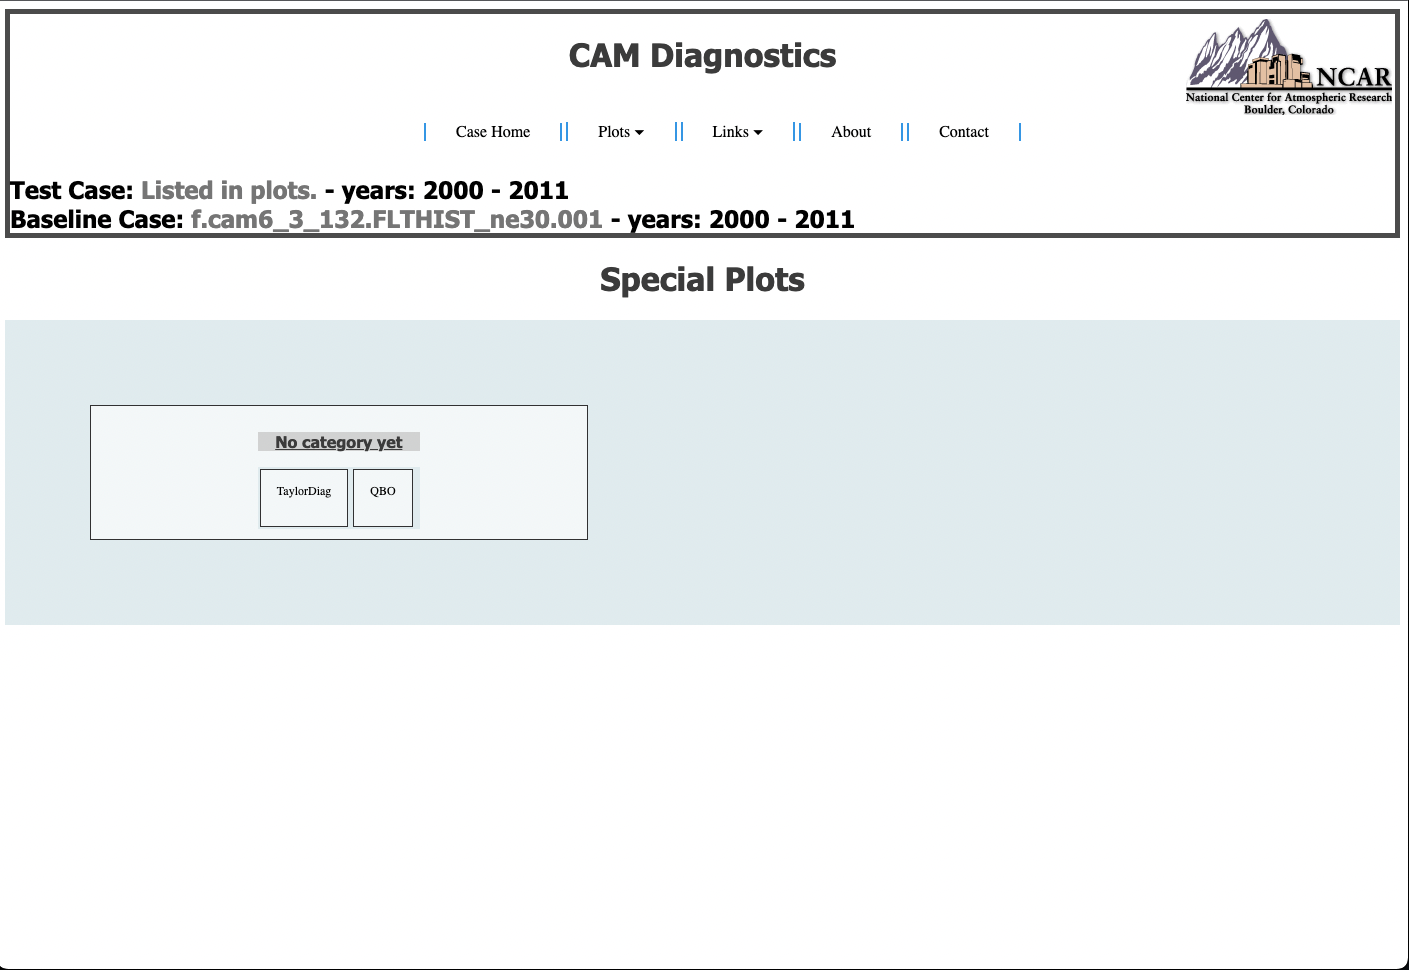 CAM Diagnostics
NCAR
National Center for Atmospheric Research
Boulder, Colorado
Case Home Plots Links About Contact
Test Case: Listed in plots. - years: 2000 - 2011
Baseline Case: f.cam6_3_132.FLTHIST_ne30.001 - years: 2000 - 2011
Special Plots
No category yet
TaylorDiag QBO